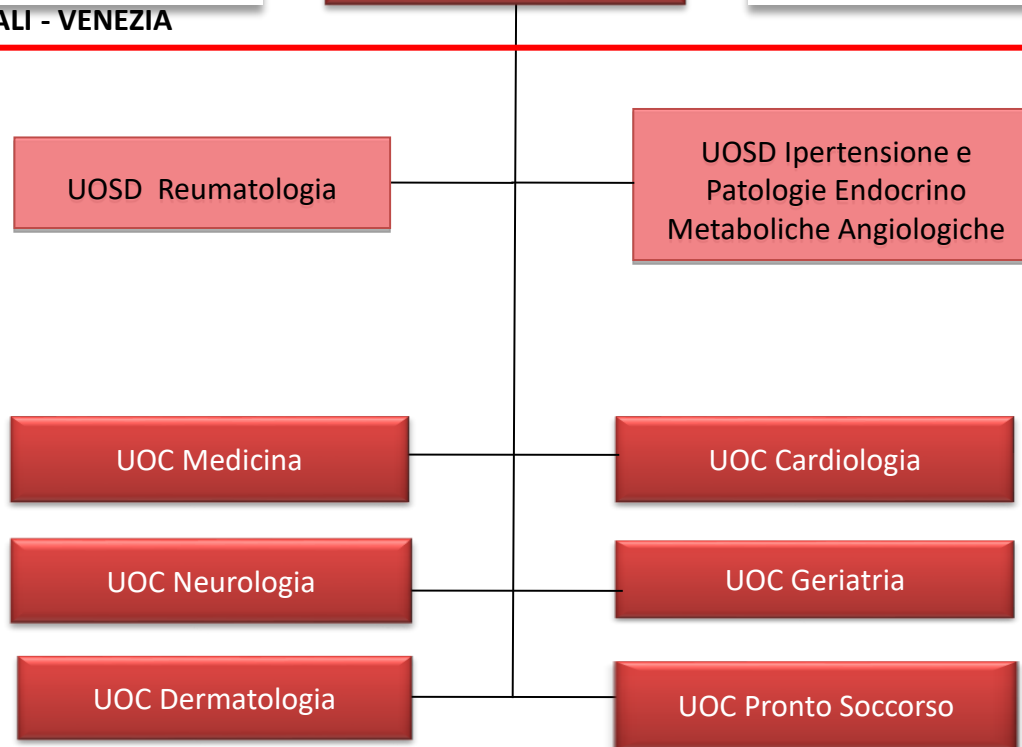 ALI - VENEZIA
UOSD Reumatologia
UOSD Ipertensione e
Patologie Endocrino
Metaboliche Angiologiche
UOC Medicina
UOC Cardiologia
UOC Neurologia
UOC Geriatria
UOC Dermatologia
UOC Pronto Soccorso